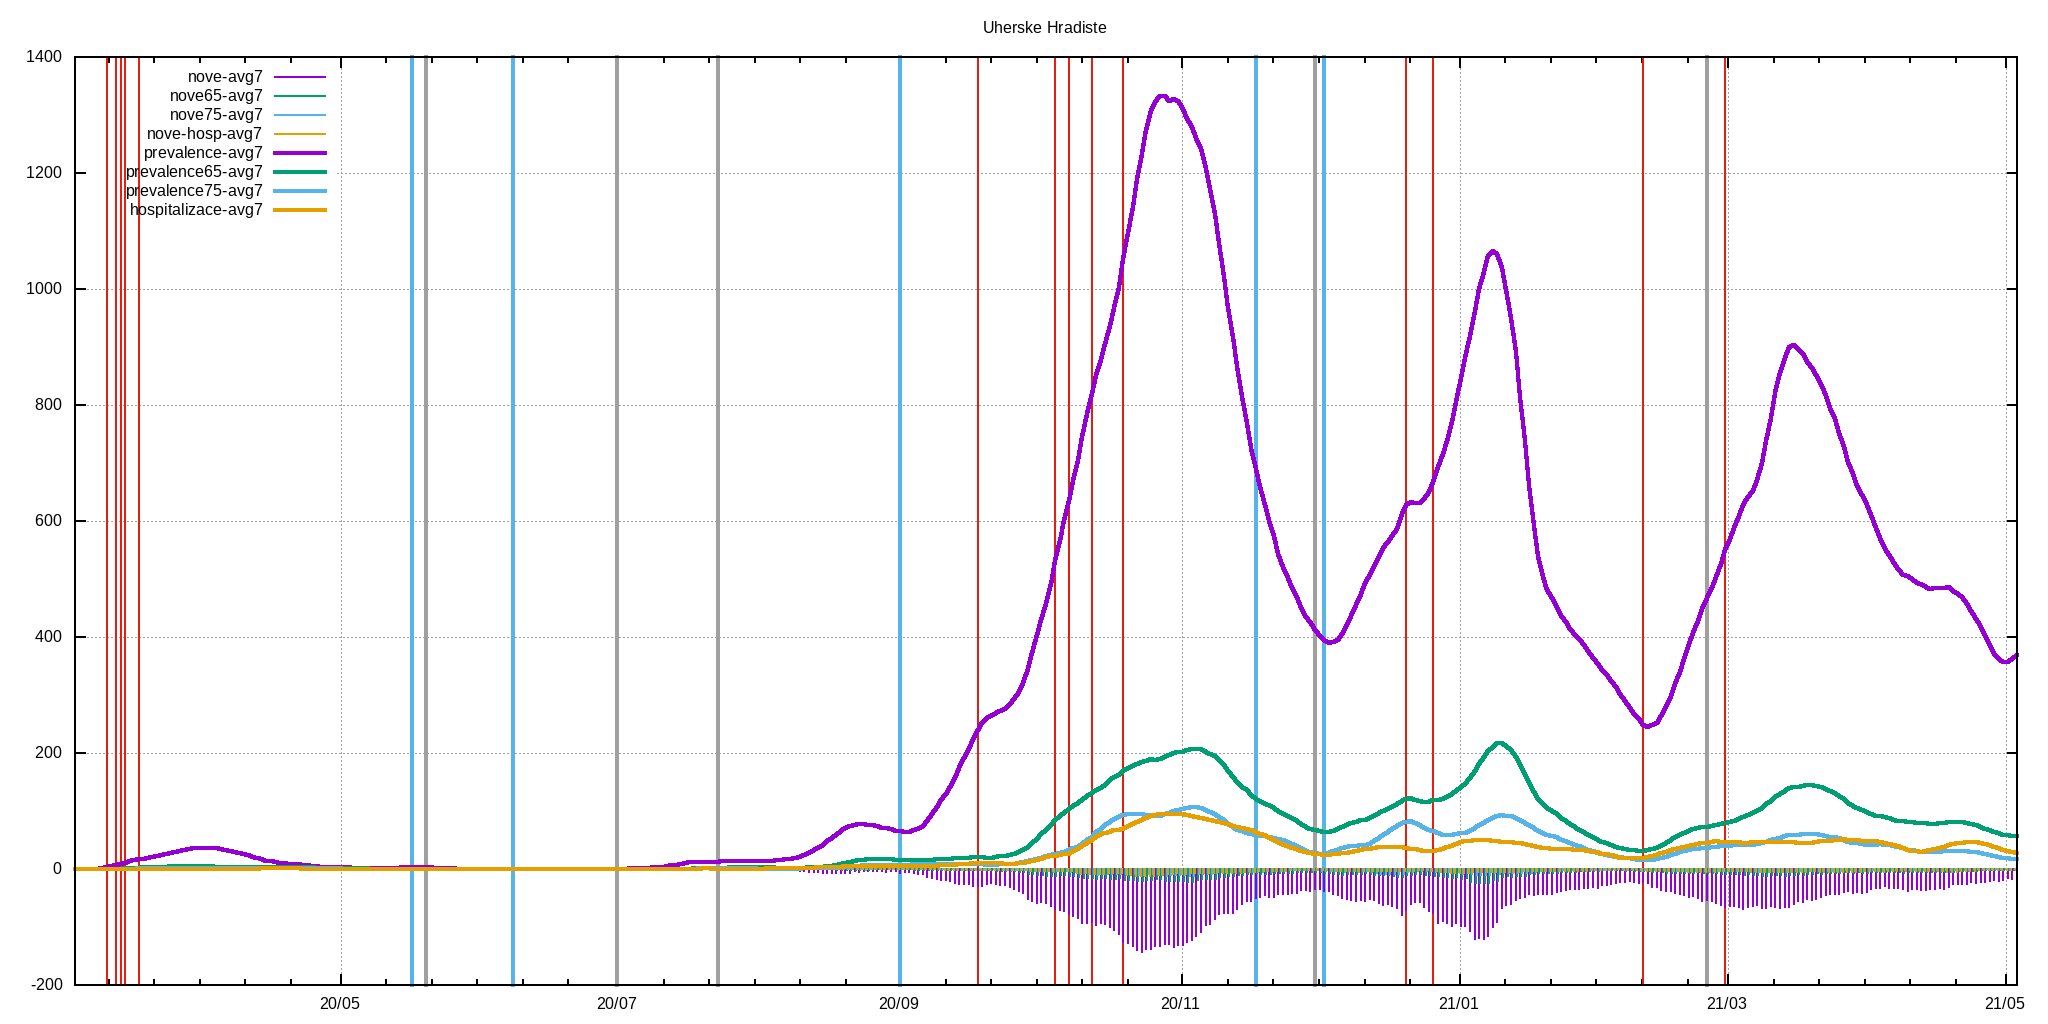 Uherske Hradiste
1400
1200
1000
800
600
400
200
0
-200
nove-avg7
nove65-avg7
nove75-avg7
nove-hosp-avg7
prevalence-avg7
prevalence65-avg7
prevalence75-avg7
hospitalizace-avg7
20/05 20/07 20/09 20/11 21/01 21/03 21/05